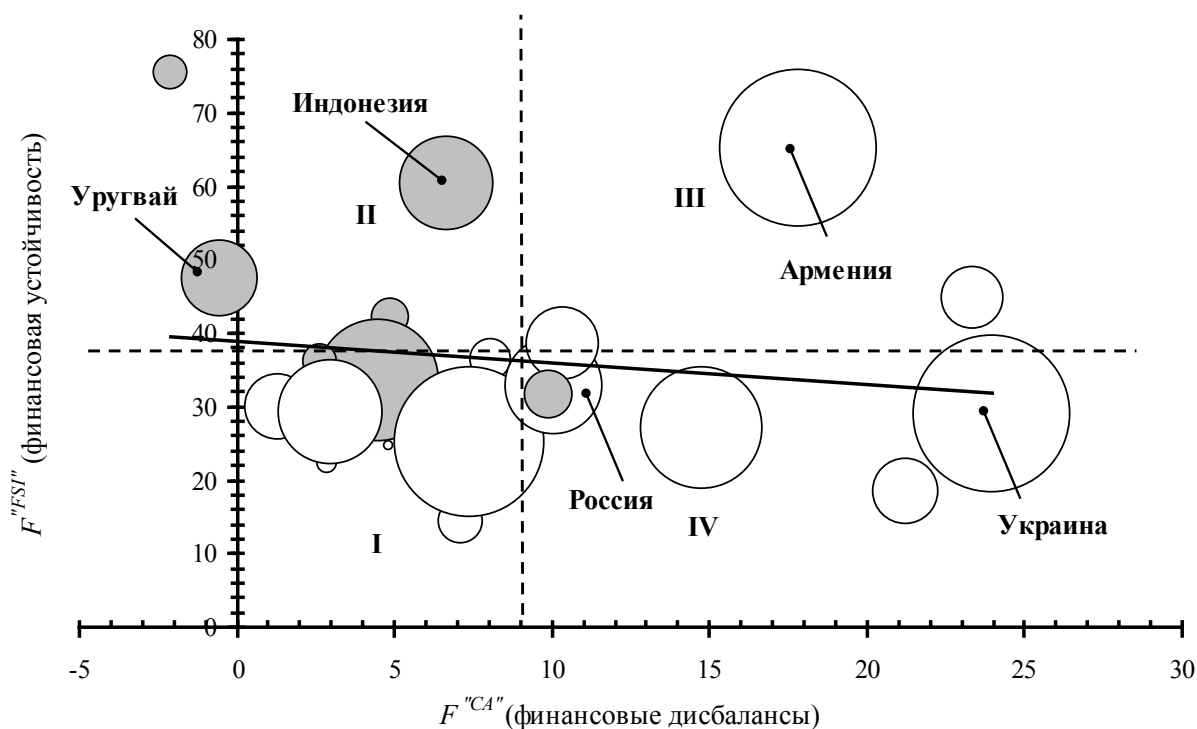 80
70
60
50
40
30
20
10
0
F "FSI" (финансовая устойчивость)
Индонезия
Уругвай
II
III
Армения
Россия
I
IV
Украина
-5 0 5 10 15 20 25 30
F "CA" (финансовые дисбалансы)